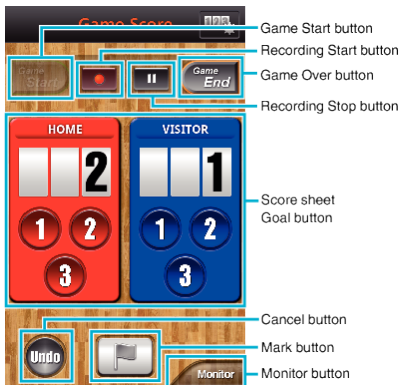 Game Score
123
Game Start button
Recording Start button
Game
Start
Game
End
Game Over button
Recording Stop button
HOME
VISITOR
2
1
1
2
1
2
3
3
Score sheet
Goal button
Cancel button
Undo
Mark button
Monitor
Monitor button